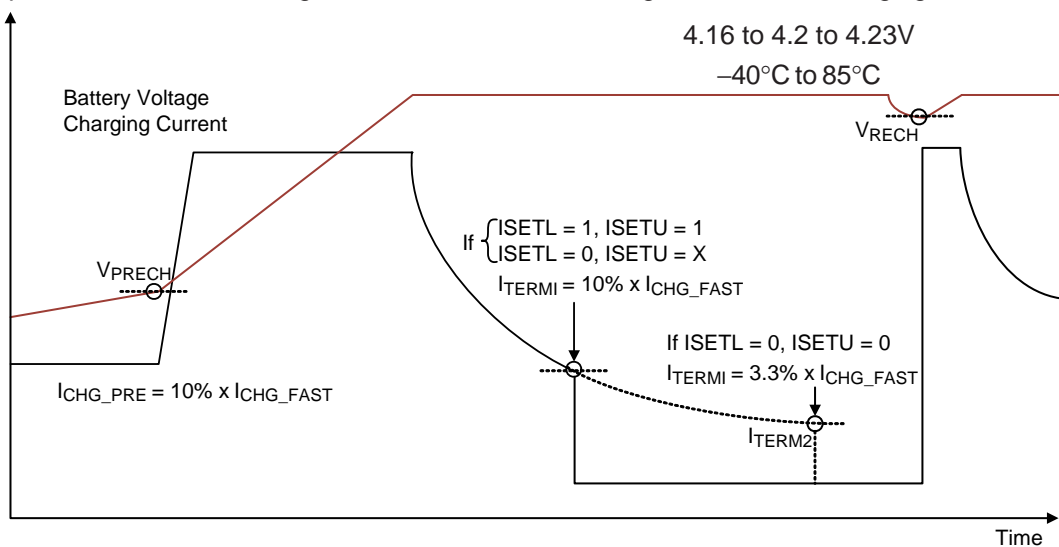 4.16 to 4.2 to 4.23V
−40°C to 85°C
Battery Voltage
Charging Current
VRECH
If { ISETL = 1, ISETU = 1
ISETL = 0, ISETU = X
ITERMI = 10% x ICHG_FAST
VPRECH
If ISETL = 0, ISETU = 0
ITERMI = 3.3% x ICHG_FAST
ICHG_PRE = 10% x ICHG_FAST
ITERM2
Time